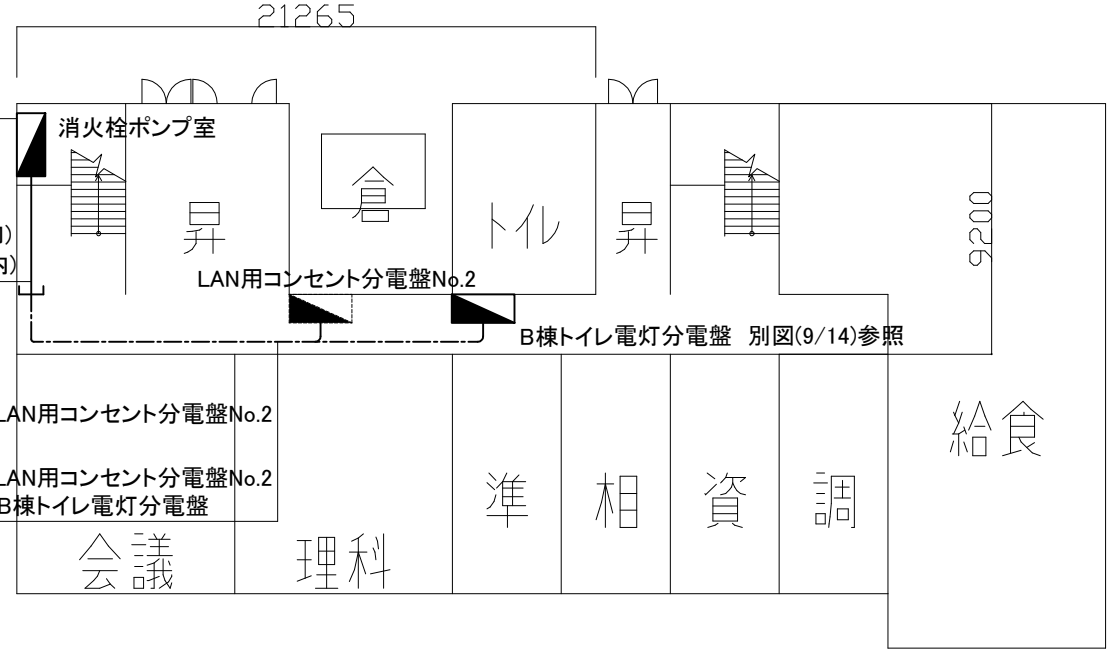 21265
消火栓ポンプ室
昇
倉
トイレ
昇
9200
内)
LAN用コンセント分電盤No.2
B棟トイレ電灯分電盤 別図(9/14)参照
LAN用コンセント分電盤No.2
給食
LAN用コンセント分電盤No.2
B棟トイレ電灯分電盤
準
相
資
調
会議
理科